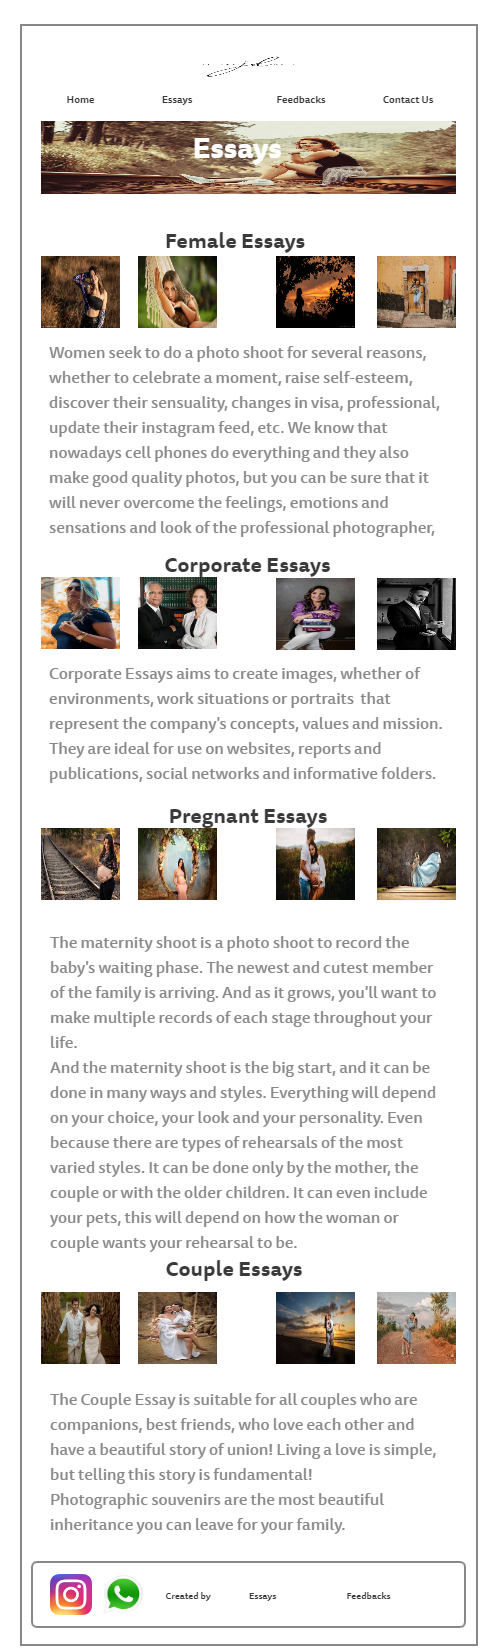 Home Essays Feedbacks Contact Us
Essays
Female Essays
Women seek to do a photo shoot for several reasons,
whether to celebrate a moment, raise self-esteem,
discover their sensuality, changes in visa, professional,
update their instagram feed, etc. We know that
nowadays cell phones do everything and they also
make good quality photos, but you can be sure that it
will never overcome the feelings, emotions and
sensations and look of the professional photographer,
Corporate Essays
Corporate Essays aims to create images, whether of
environments, work situations or portraits that
represent the company's concepts, values and mission.
They are ideal for use on websites, reports and
publications, social networks and informative folders.
Pregnant Essays
The maternity shoot is a photo shoot to record the
baby's waiting phase. The newest and cutest member
of the family is arriving. And as it grows, you'll want to
make multiple records of each stage throughout your
life.
And the maternity shoot is the big start, and it can be
done in many ways and styles. Everything will depend
on your choice, your look and your personality. Even
because there are types of rehearsals of the most
varied styles. It can be done only by the mother, the
couple or with the older children. It can even include
your pets, this will depend on how the woman or
couple wants your rehearsal to be.
Couple Essays
The Couple Essay is suitable for all couples who are
companions, best friends, who love each other and
have a beautiful story of union! Living a love is simple,
but telling this story is fundamental!
Photographic souvenirs are the most beautiful
inheritance you can leave for your family.
Created by Essays Feedbacks